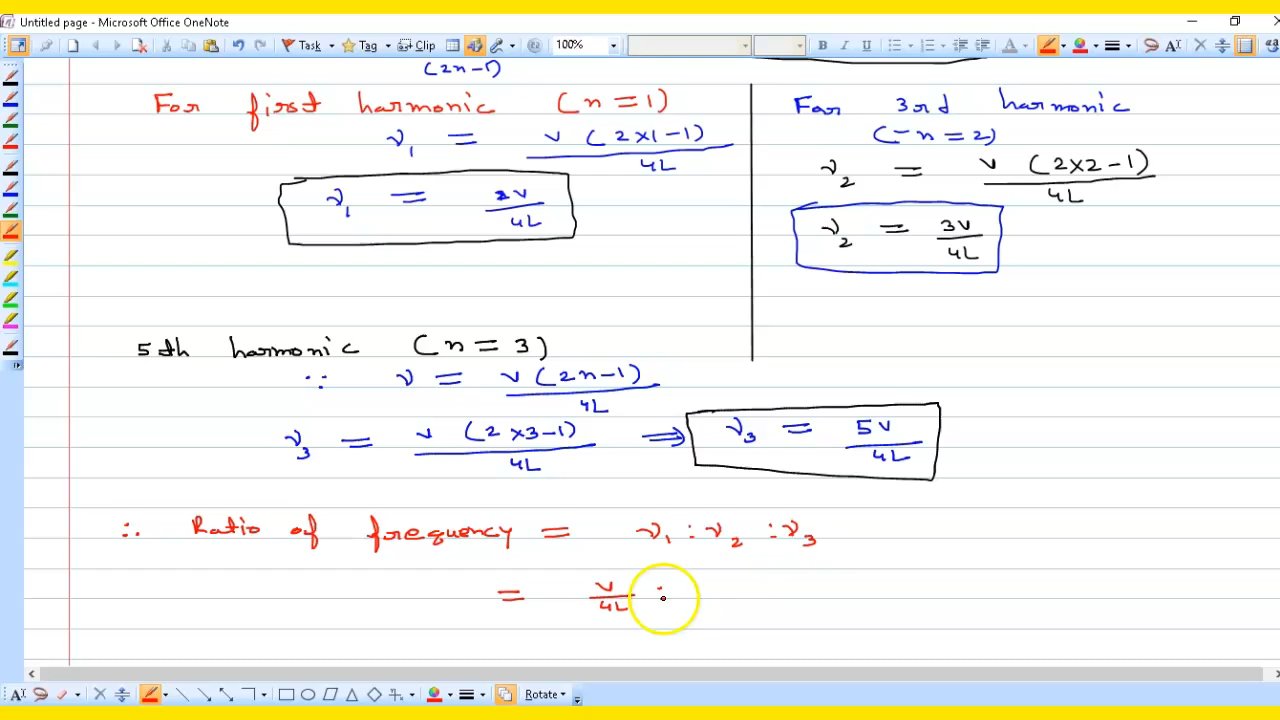 Untitled page - Microsoft Office OneNote
Task Tag Clip 100% B I U A
(2n-1)
For first harmonic (n=1)
ν₁ = v (2×1-1) / 4L
ν₁ = 2v / 4L
For 3rd harmonic
(-n=2)
ν₂ = v (2×2-1) / 4L
ν₂ = 3v / 4L
5th harmonic (n=3)
∵ ν = v(2n-1) / 4L
ν₃ = v (2×3-1) / 4L ⇒ ν₃ = 5v / 4L
∴ Ratio of frequency = ν₁ : ν₂ : ν₃
= v / 4L :
Rotate